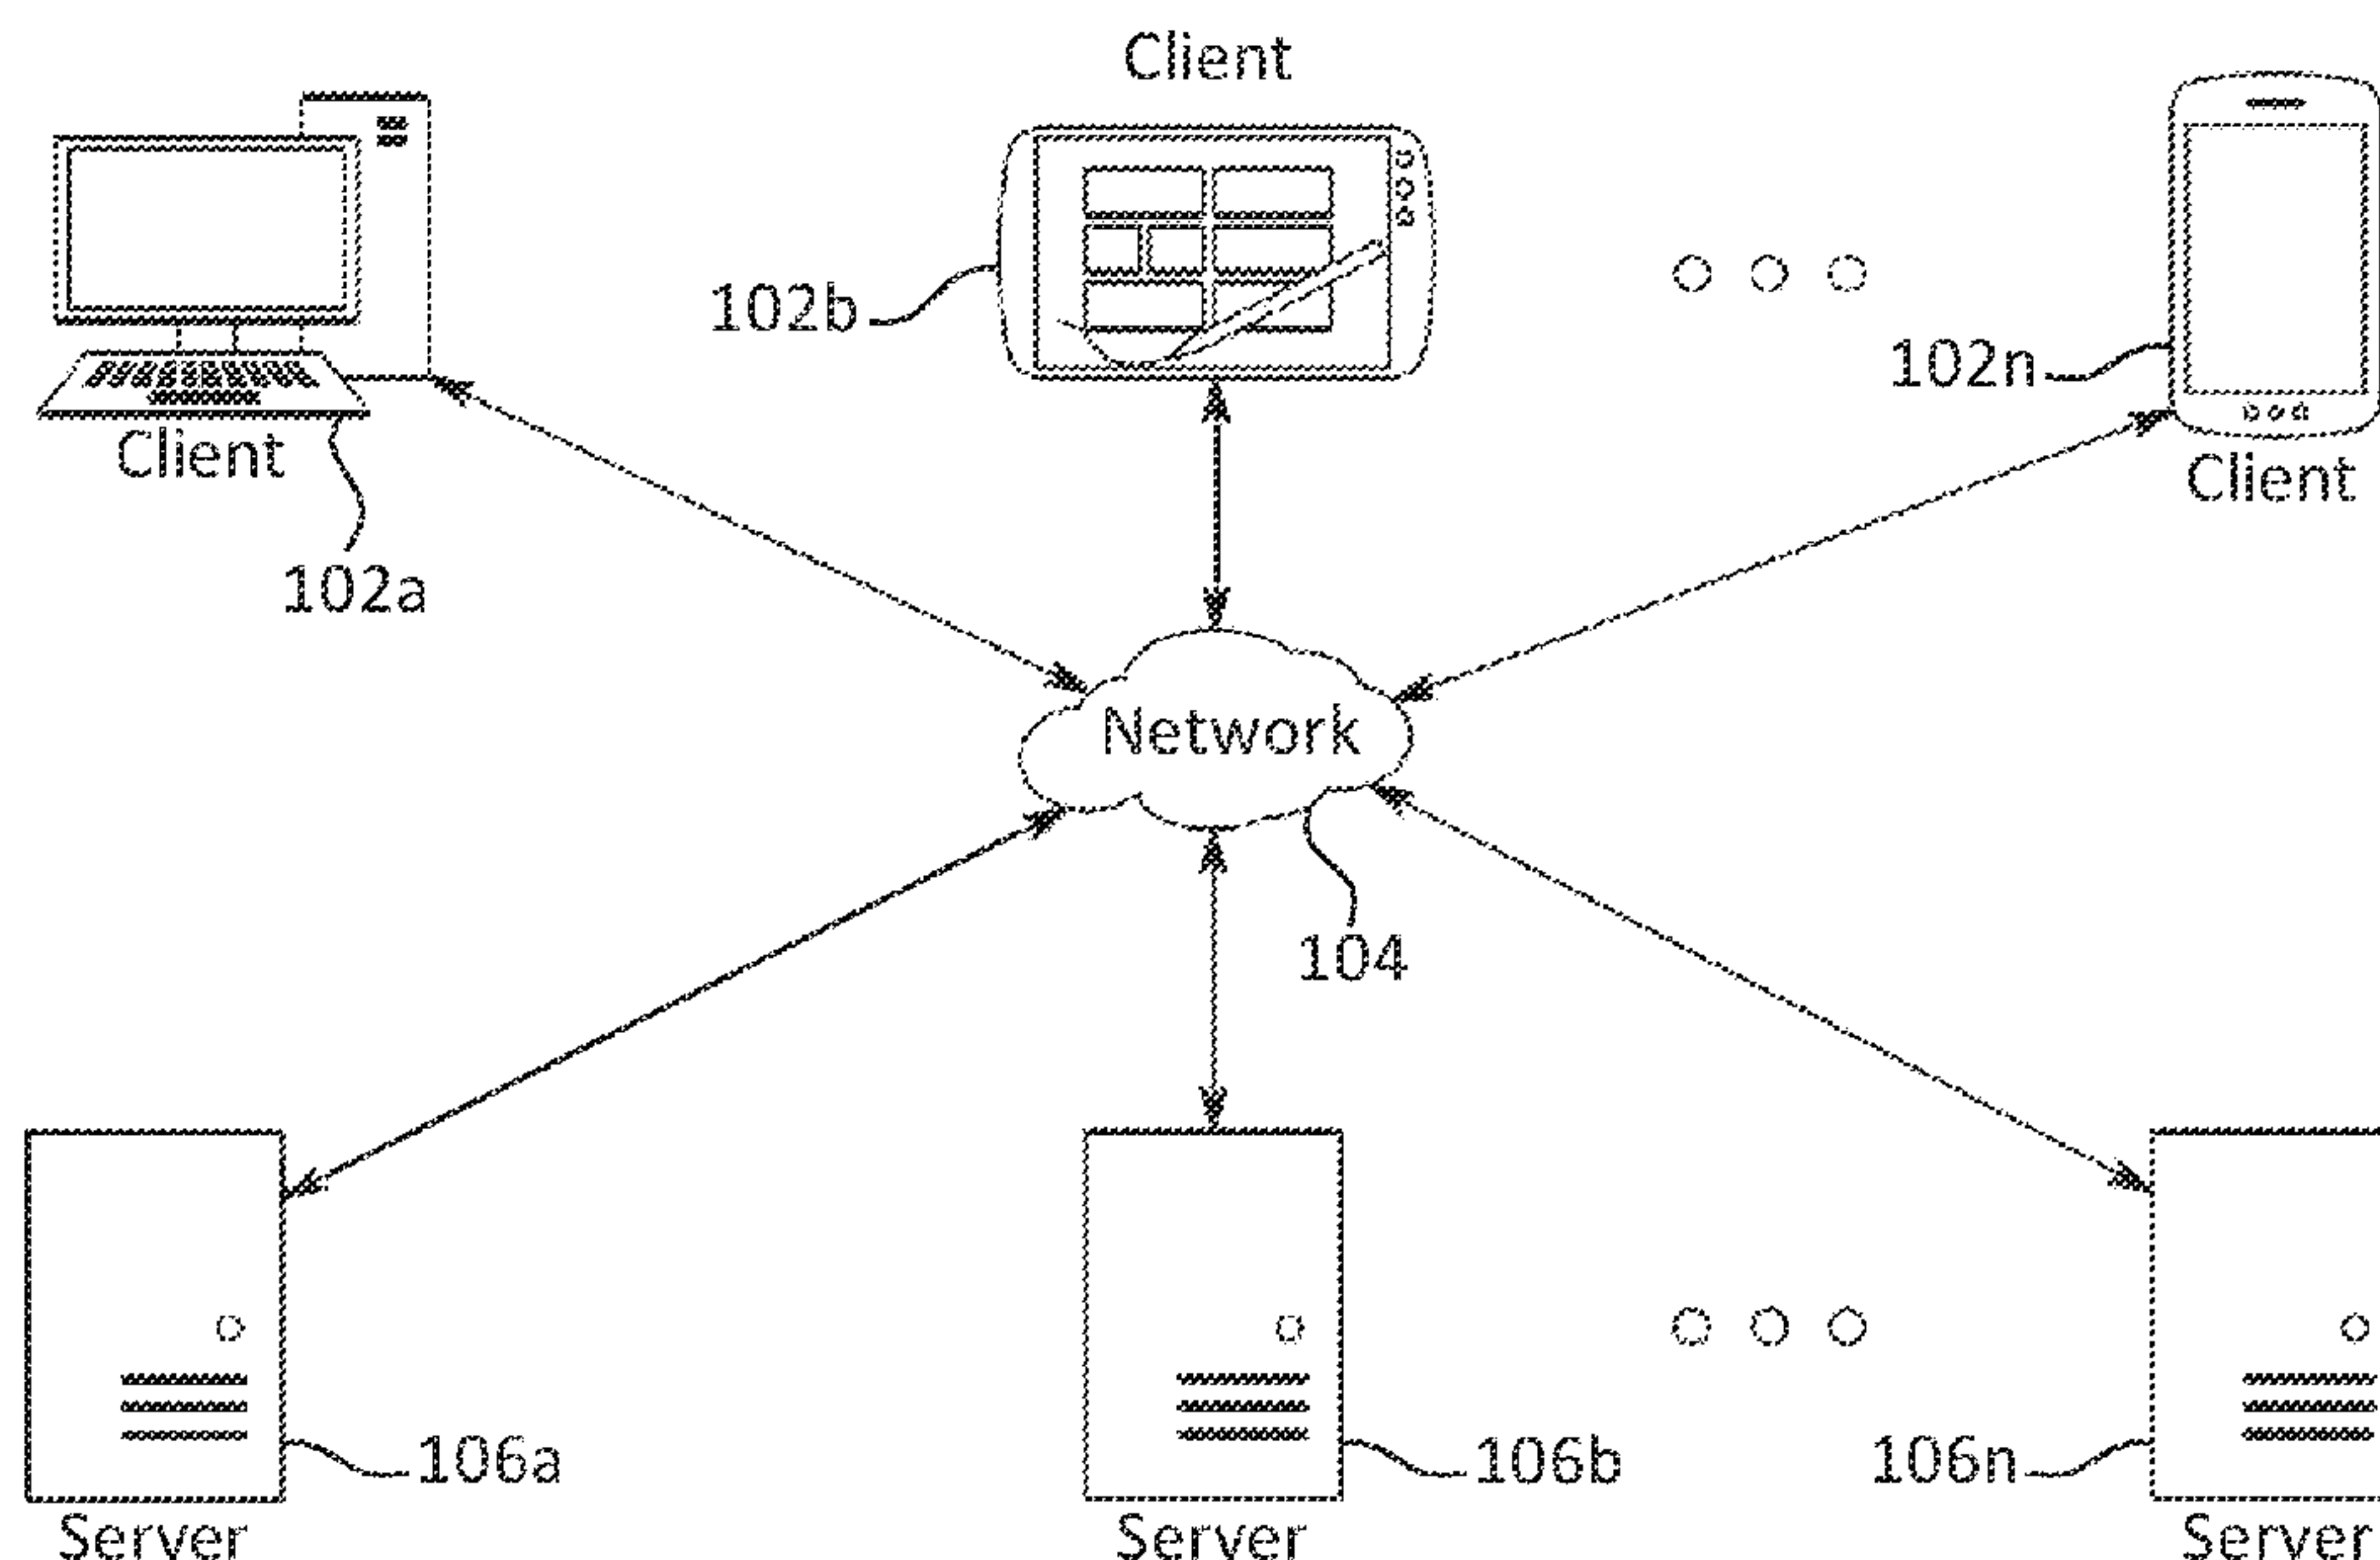 Client
102b
102n
Client
Client
102a
Network
104
106a
106b
106n
Server
Server
Server